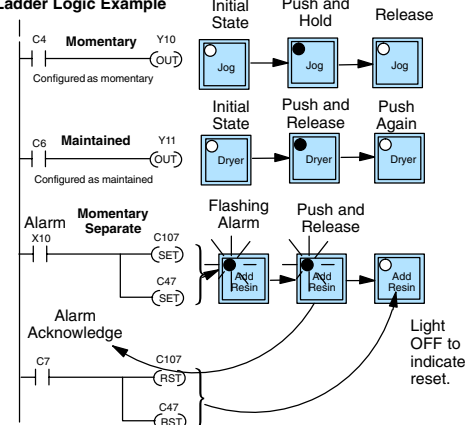 Ladder Logic Example
Initial State
Push and Hold
Release
C4
Momentary
Y10
OUT
Configured as momentary
Jog
Jog
Jog
Initial State
Push and Release
Push Again
C6
Maintained
Y11
OUT
Configured as maintained
Dryer
Dryer
Dryer
Alarm
X10
Momentary Separate
C107
SET
C47
SET
Flashing Alarm
Push and Release
Add Resin
Add Resin
Add Resin
Alarm Acknowledge
Light OFF to indicate reset.
C7
C107
RST
C47
RST